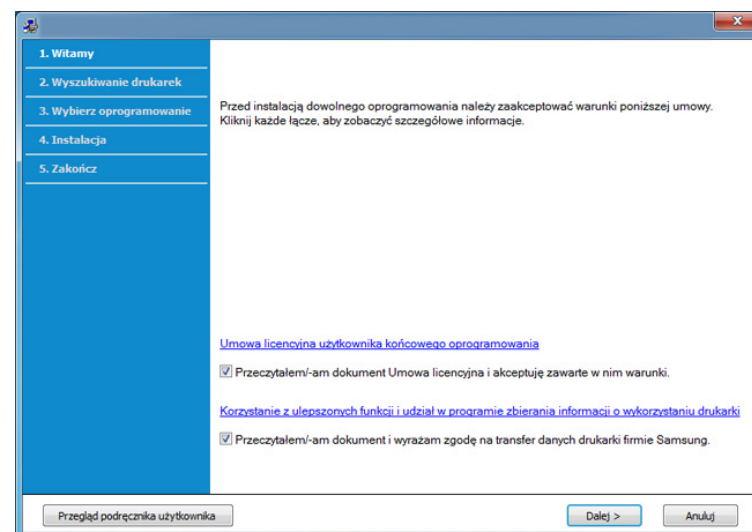 1. Witamy
2. Wyszukiwanie drukarek
3. Wybierz oprogramowanie
4. Instalacja
5. Zakończ
Przed instalacją dowolnego oprogramowania należy zaakceptować warunki poniższej umowy.
Kliknij każde łącze, aby zobaczyć szczegółowe informacje.
Umowa licencyjna użytkownika końcowego oprogramowania
Przeczytałem/-am dokument Umowa licencyjna i akceptuję zawarte w nim warunki.
Korzystanie z ulepszonych funkcji i udział w programie zbierania informacji o wykorzystaniu drukarki
Przeczytałem/-am dokument i wyrażam zgodę na transfer danych drukarki firmie Samsung.
Przegląd podręcznika użytkownika
Dalej >
Anuluj